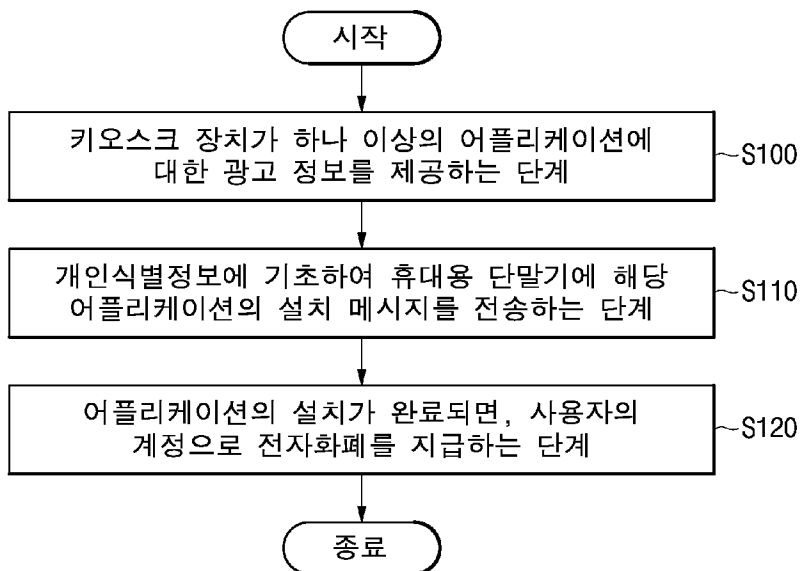 시작
키오스크 장치가 하나 이상의 어플리케이션에
대한 광고 정보를 제공하는 단계
S100
개인식별정보에 기초하여 휴대용 단말기에 해당
어플리케이션의 설치 메시지를 전송하는 단계
S110
어플리케이션의 설치가 완료되면, 사용자의
계정으로 전자화폐를 지급하는 단계
S120
종료